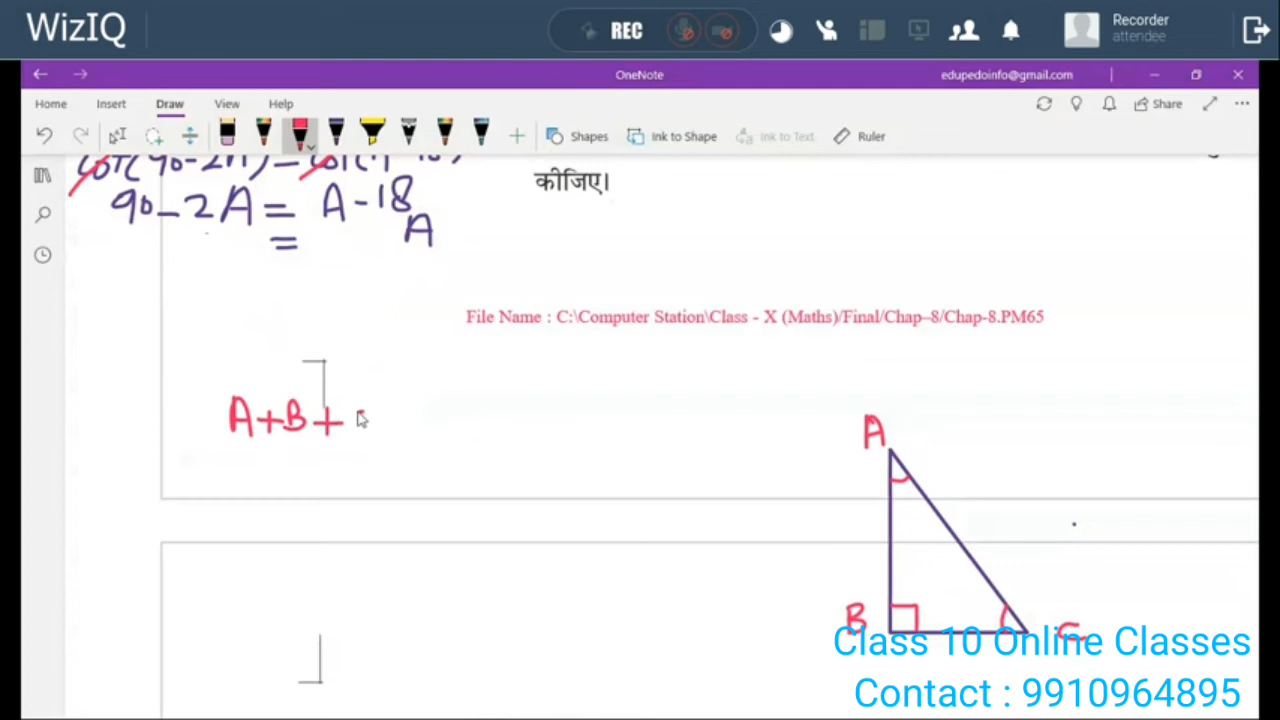 WizIQ
REC
Recorder
attendee
OneNote
edupedoinfo@gmail.com
Home Insert Draw View Help
Share
Shapes Ink to Shape Ink to Text Ruler
कीजिए।
90-2A = A-18
= A
File Name : C:\Computer Station\Class - X (Maths)/Final/Chap-8/Chap-8.PM65
A+B+
A
B C
Class 10 Online Classes
Contact : 9910964895